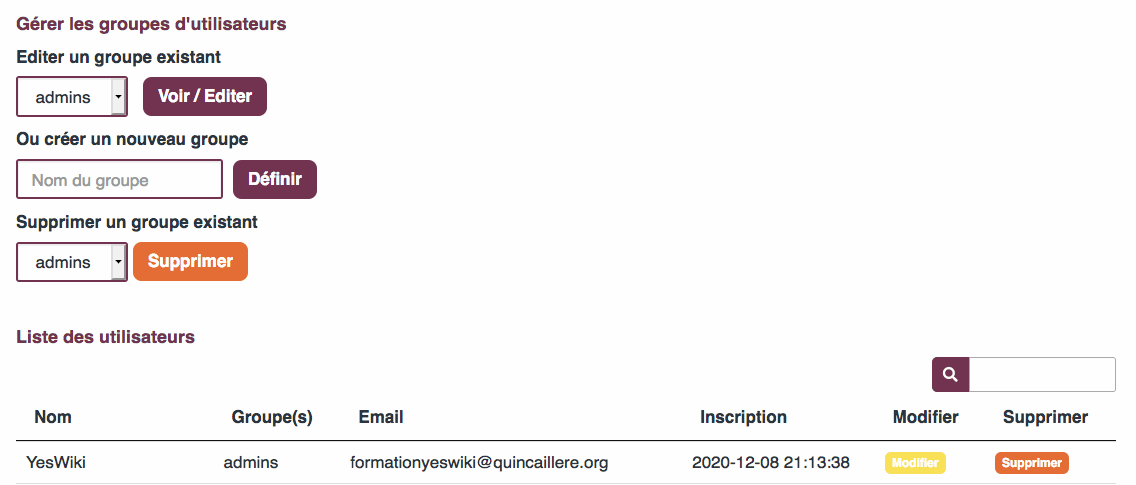 Gérer les groupes d'utilisateurs
Editer un groupe existant
admins Voir / Editer
Ou créer un nouveau groupe
Nom du groupe Définir
Supprimer un groupe existant
admins Supprimer
Liste des utilisateurs
Nom Groupe(s) Email Inscription Modifier Supprimer
YesWiki admins formationyeswiki@quincaillere.org 2020-12-08 21:13:38 Modifier Supprimer